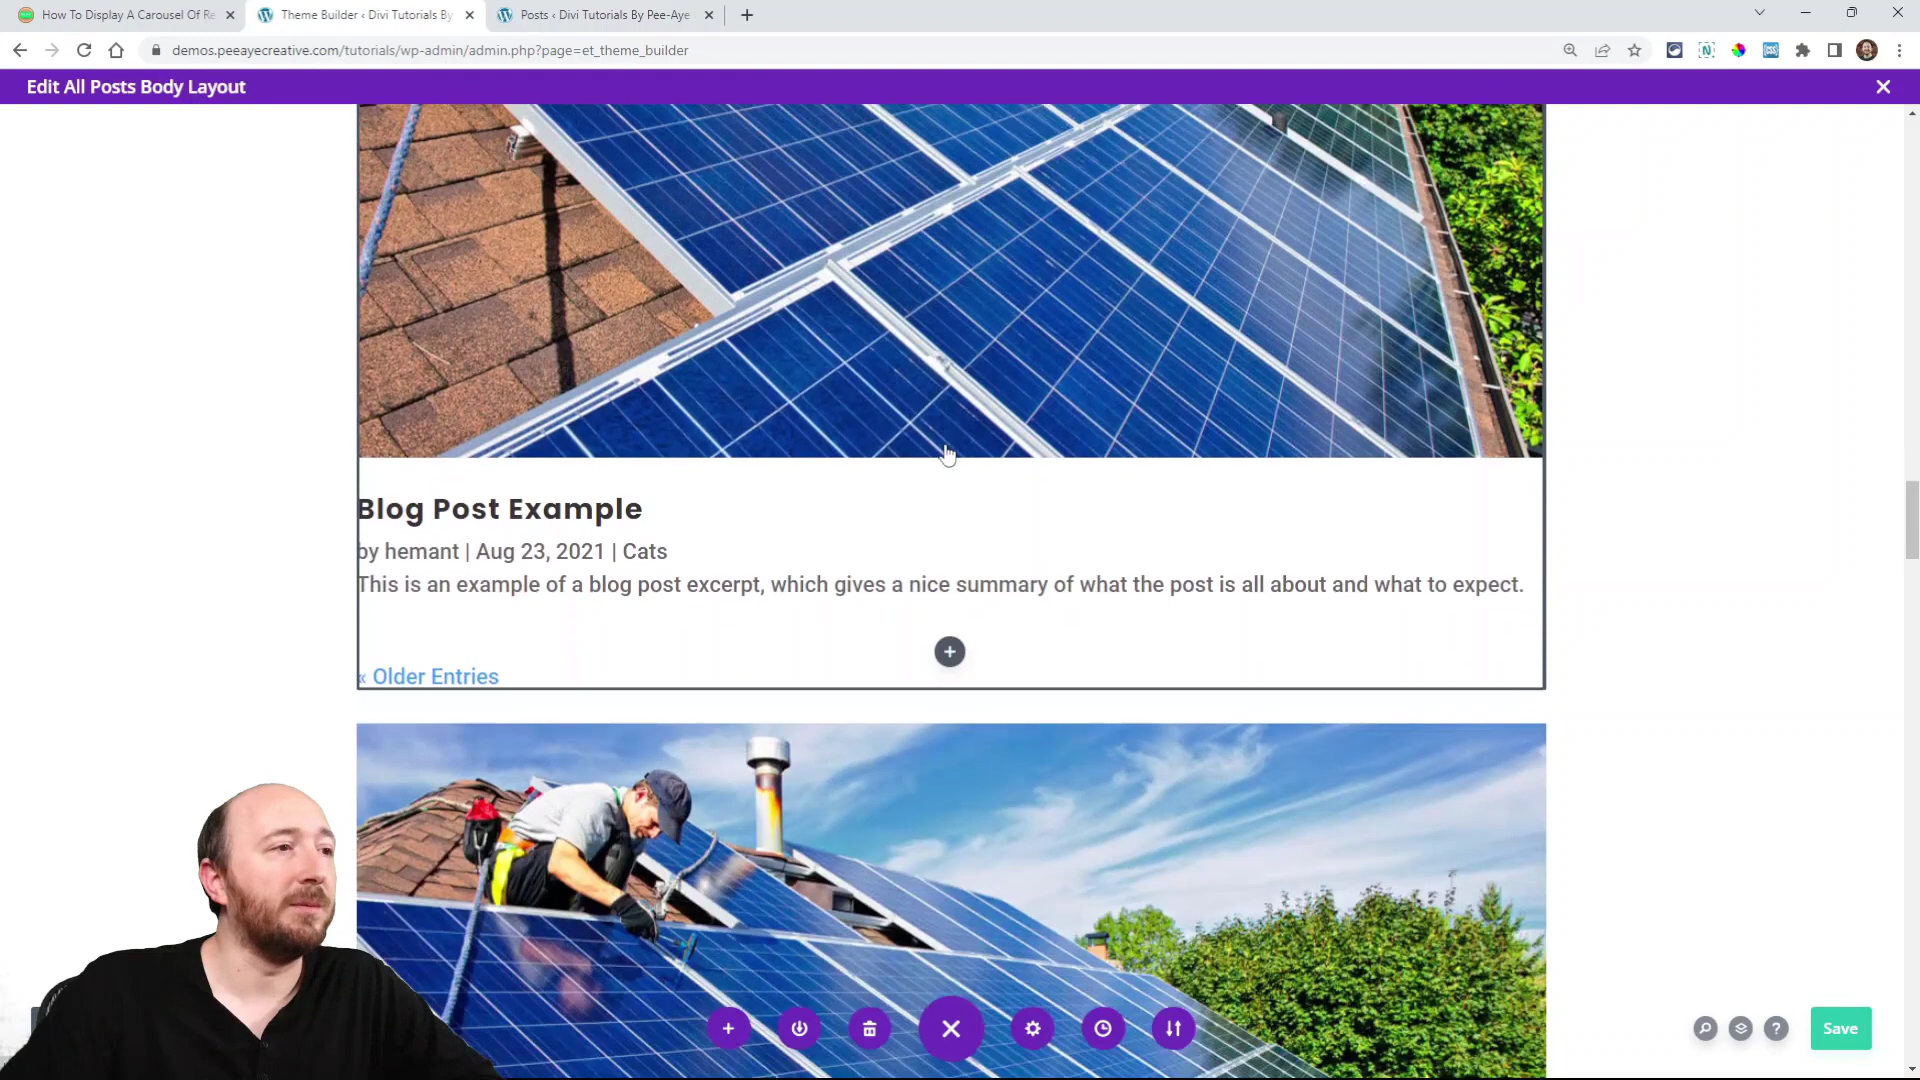 How To Display A Carousel Of Re
Theme Builder ‹ Divi Tutorials By
Posts ‹ Divi Tutorials By Pee-Aye
demos.peeayecreative.com/tutorials/wp-admin/admin.php?page=et_theme_builder
Edit All Posts Body Layout
Blog Post Example
by hemant | Aug 23, 2021 | Cats
This is an example of a blog post excerpt, which gives a nice summary of what the post is all about and what to expect.
« Older Entries
Save